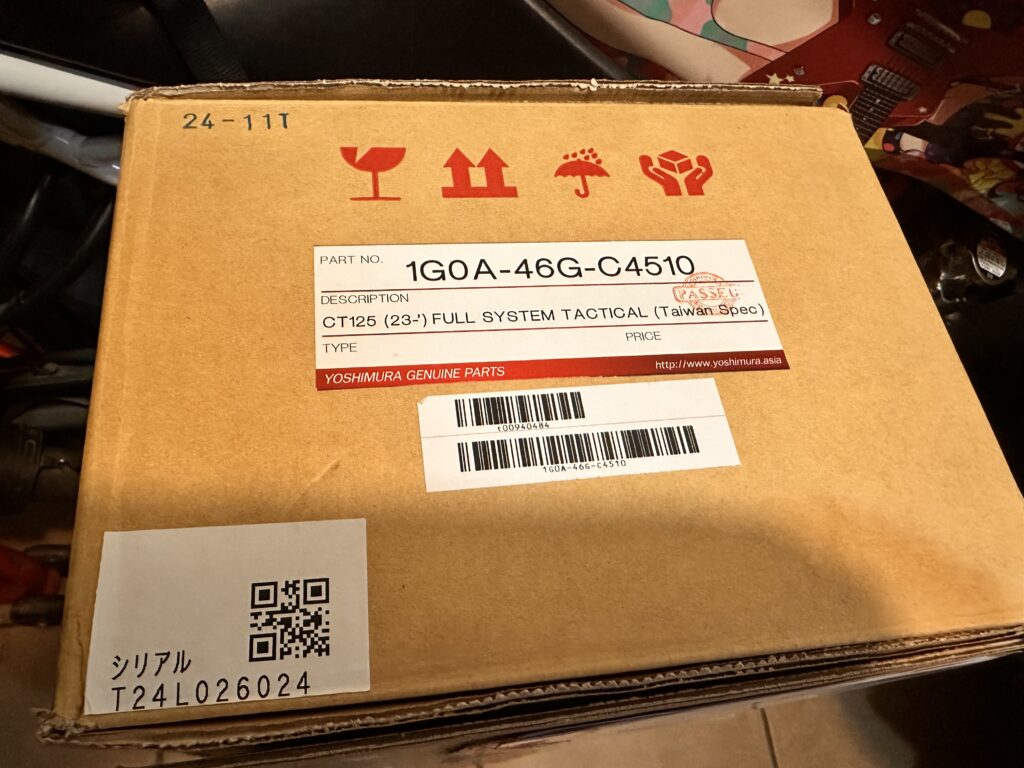 24-11T
PART NO. 1G0A-46G-C4510
PASSED
DESCRIPTION
CT125 (23-') FULL SYSTEM TACTICAL (Taiwan Spec)
TYPE PRICE
YOSHIMURA GENUINE PARTS http://www.yoshimura.asia
t00940484
1G0A-46G-C4510
シリアル
T24L026024